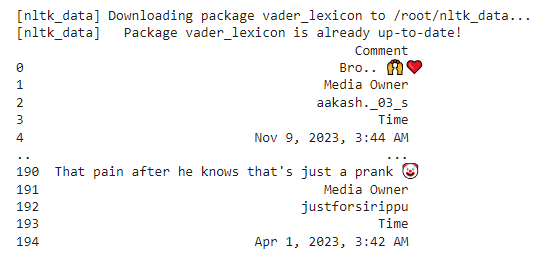 [nltk_data] Downloading package vader_lexicon to /root/nltk_data...
[nltk_data]   Package vader_lexicon is already up-to-date!
Comment
0 Bro.. 🙌❤️
1 Media Owner
2 aakash._03_s
3 Time
4 Nov 9, 2023, 3:44 AM
.. ...
190 That pain after he knows that's just a prank 🤡
191 Media Owner
192 justforsirippu
193 Time
194 Apr 1, 2023, 3:42 AM